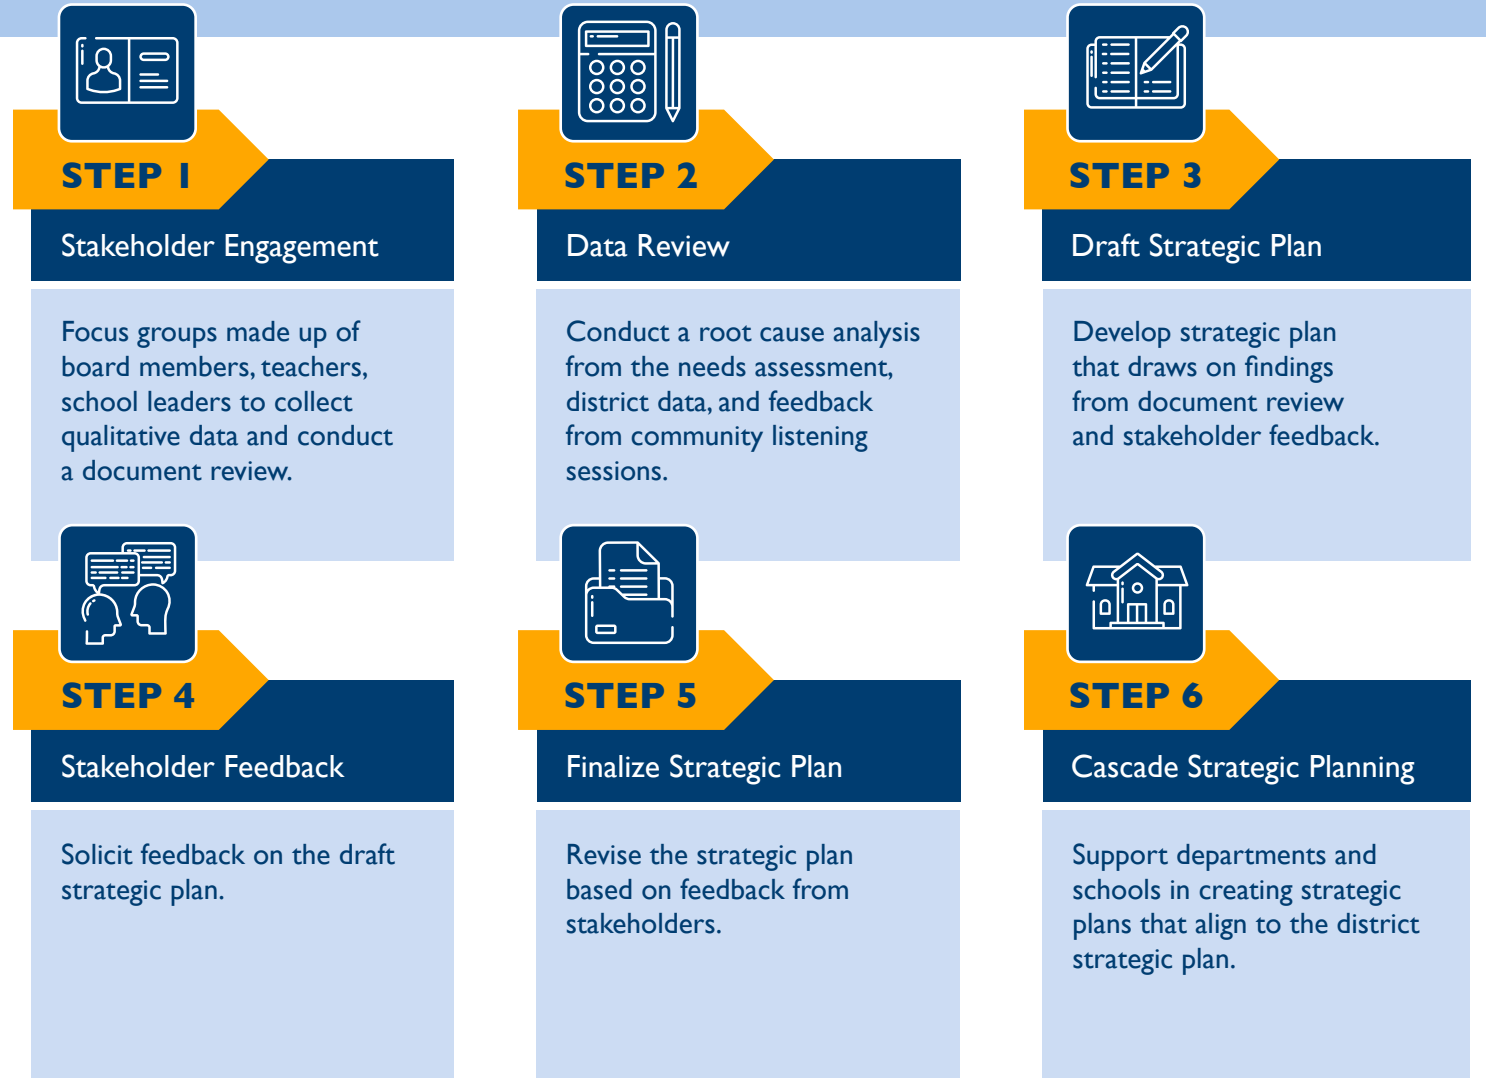 STEP 1
Stakeholder Engagement
Focus groups made up of
board members, teachers,
school leaders to collect
qualitative data and conduct
a document review.
STEP 2
Data Review
Conduct a root cause analysis
from the needs assessment,
district data, and feedback
from community listening
sessions.
STEP 3
Draft Strategic Plan
Develop strategic plan
that draws on findings
from document review
and stakeholder feedback.
STEP 4
Stakeholder Feedback
Solicit feedback on the draft
strategic plan.
STEP 5
Finalize Strategic Plan
Revise the strategic plan
based on feedback from
stakeholders.
STEP 6
Cascade Strategic Planning
Support departments and
schools in creating strategic
plans that align to the district
strategic plan.